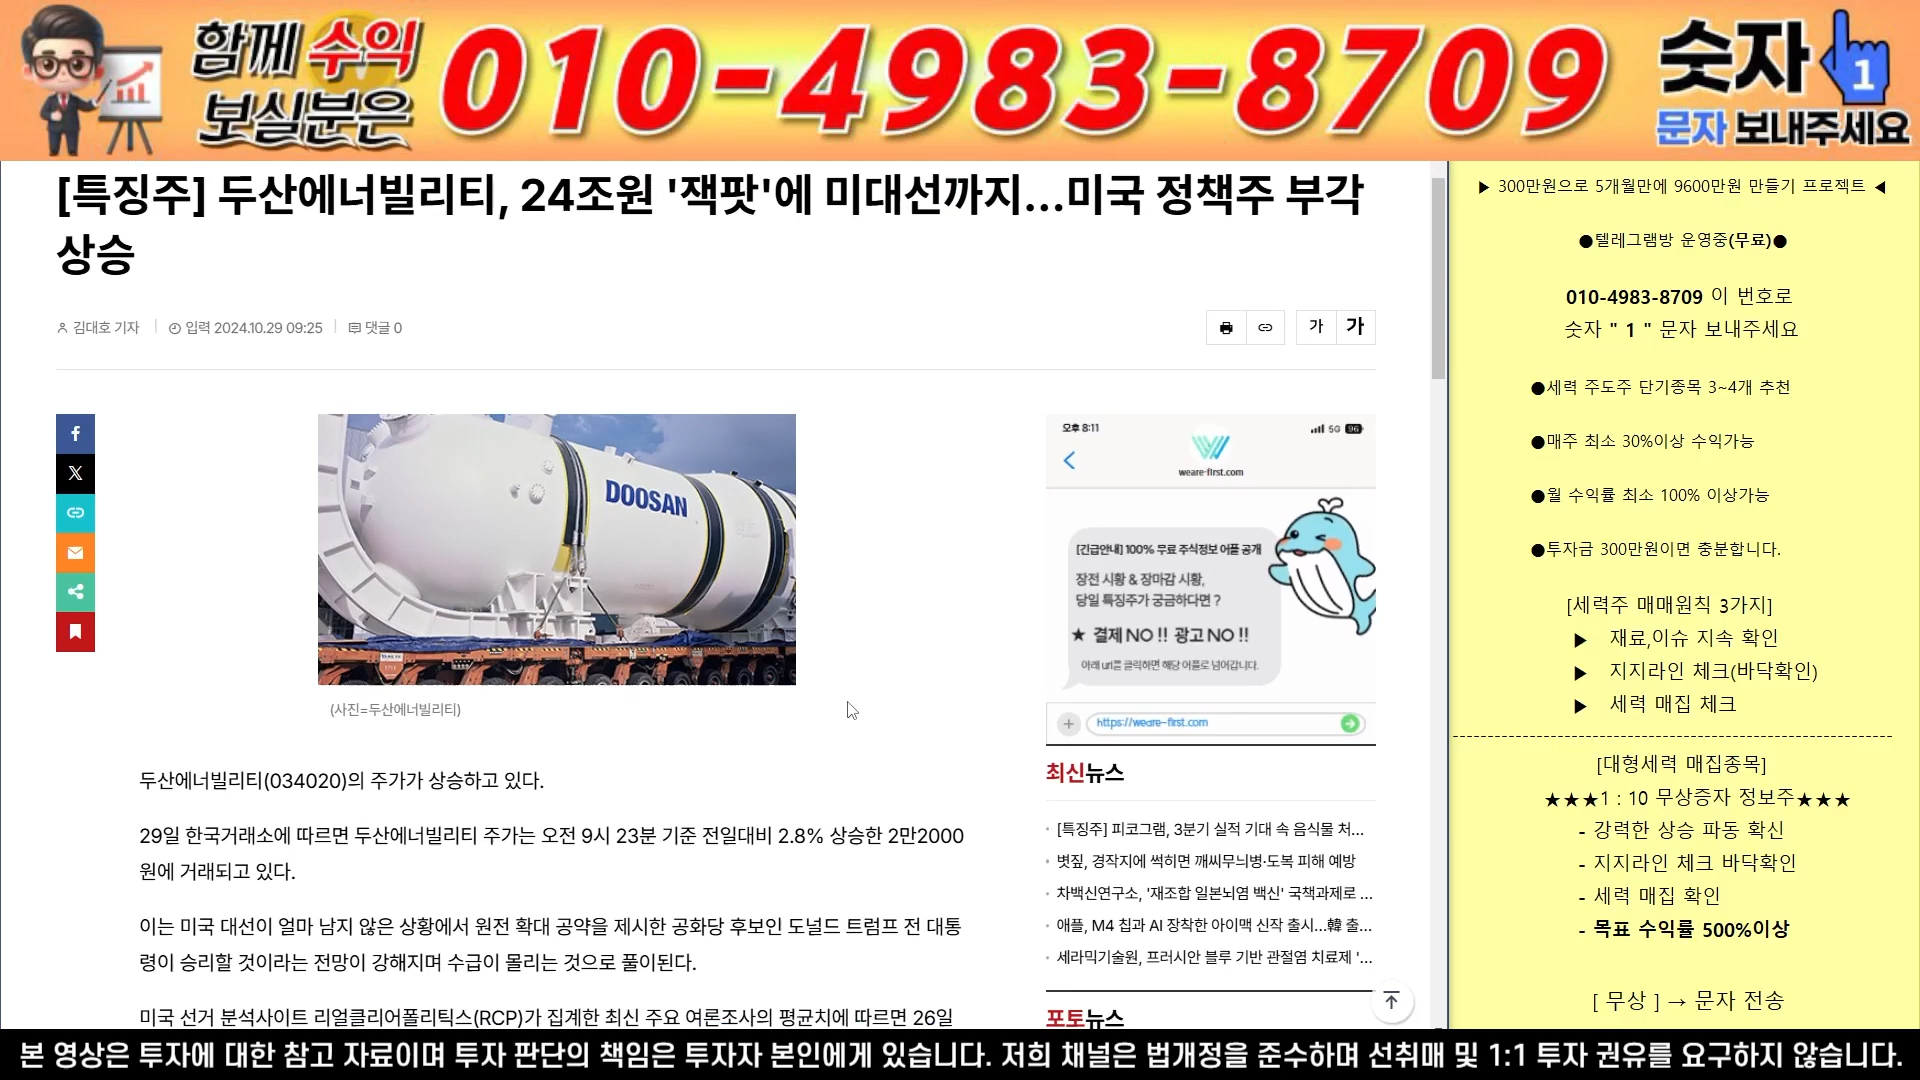 함께 수익
보실분은
010-4983-8709
숫자
1
문자 보내주세요
[특징주] 두산에너빌리티, 24조원 '잭팟'에 미대선까지...미국 정책주 부각
상승
김대호 기자
입력 2024.10.29 09:25
댓글 0
가 가
DOOSAN
(사진=두산에너빌리티)
두산에너빌리티(034020)의 주가가 상승하고 있다.
29일 한국거래소에 따르면 두산에너빌리티 주가는 오전 9시 23분 기준 전일대비 2.8% 상승한 2만2000
원에 거래되고 있다.
이는 미국 대선이 얼마 남지 않은 상황에서 원전 확대 공약을 제시한 공화당 후보인 도널드 트럼프 전 대통
령이 승리할 것이라는 전망이 강해지며 수급이 몰리는 것으로 풀이된다.
미국 선거 분석사이트 리얼클리어폴리틱스(RCP)가 집계한 최신 주요 여론조사의 평균치에 따르면 26일
오후 8:11
5G 96
weare-first.com
[긴급안내] 100% 무료 주식정보 어플 공개
장전 시황 & 장마감 시황,
당일 특징주가 궁금하다면 ?
★ 결제 NO !! 광고 NO !!
아래 url를 클릭하면 해당 어플로 넘어갑니다.
https://weare-first.com
최신뉴스
· [특징주] 피코그램, 3분기 실적 기대 속 음식물 처...
· 볏짚, 경작지에 썩히면 깨씨무늬병·도복 피해 예방
· 차백신연구소, '재조합 일본뇌염 백신' 국책과제로 ...
· 애플, M4 칩과 AI 장착한 아이맥 신작 출시...韓 출...
· 세라믹기술원, 프러시안 블루 기반 관절염 치료제 '...
포토뉴스
▶ 300만원으로 5개월만에 9600만원 만들기 프로젝트 ◀
●텔레그램방 운영중(무료)●
010-4983-8709 이 번호로
숫자 " 1 " 문자 보내주세요
●세력 주도주 단기종목 3~4개 추천
●매주 최소 30%이상 수익가능
●월 수익률 최소 100% 이상가능
●투자금 300만원이면 충분합니다.
[세력주 매매원칙 3가지]
▶ 재료,이슈 지속 확인
▶ 지지라인 체크(바닥확인)
▶ 세력 매집 체크
[대형세력 매집종목]
★★★1 : 10 무상증자 정보주★★★
- 강력한 상승 파동 확신
- 지지라인 체크 바닥확인
- 세력 매집 확인
- 목표 수익률 500%이상
[ 무상 ] → 문자 전송
본 영상은 투자에 대한 참고 자료이며 투자 판단의 책임은 투자자 본인에게 있습니다. 저희 채널은 법개정을 준수하며 선취매 및 1:1 투자 권유를 요구하지 않습니다.